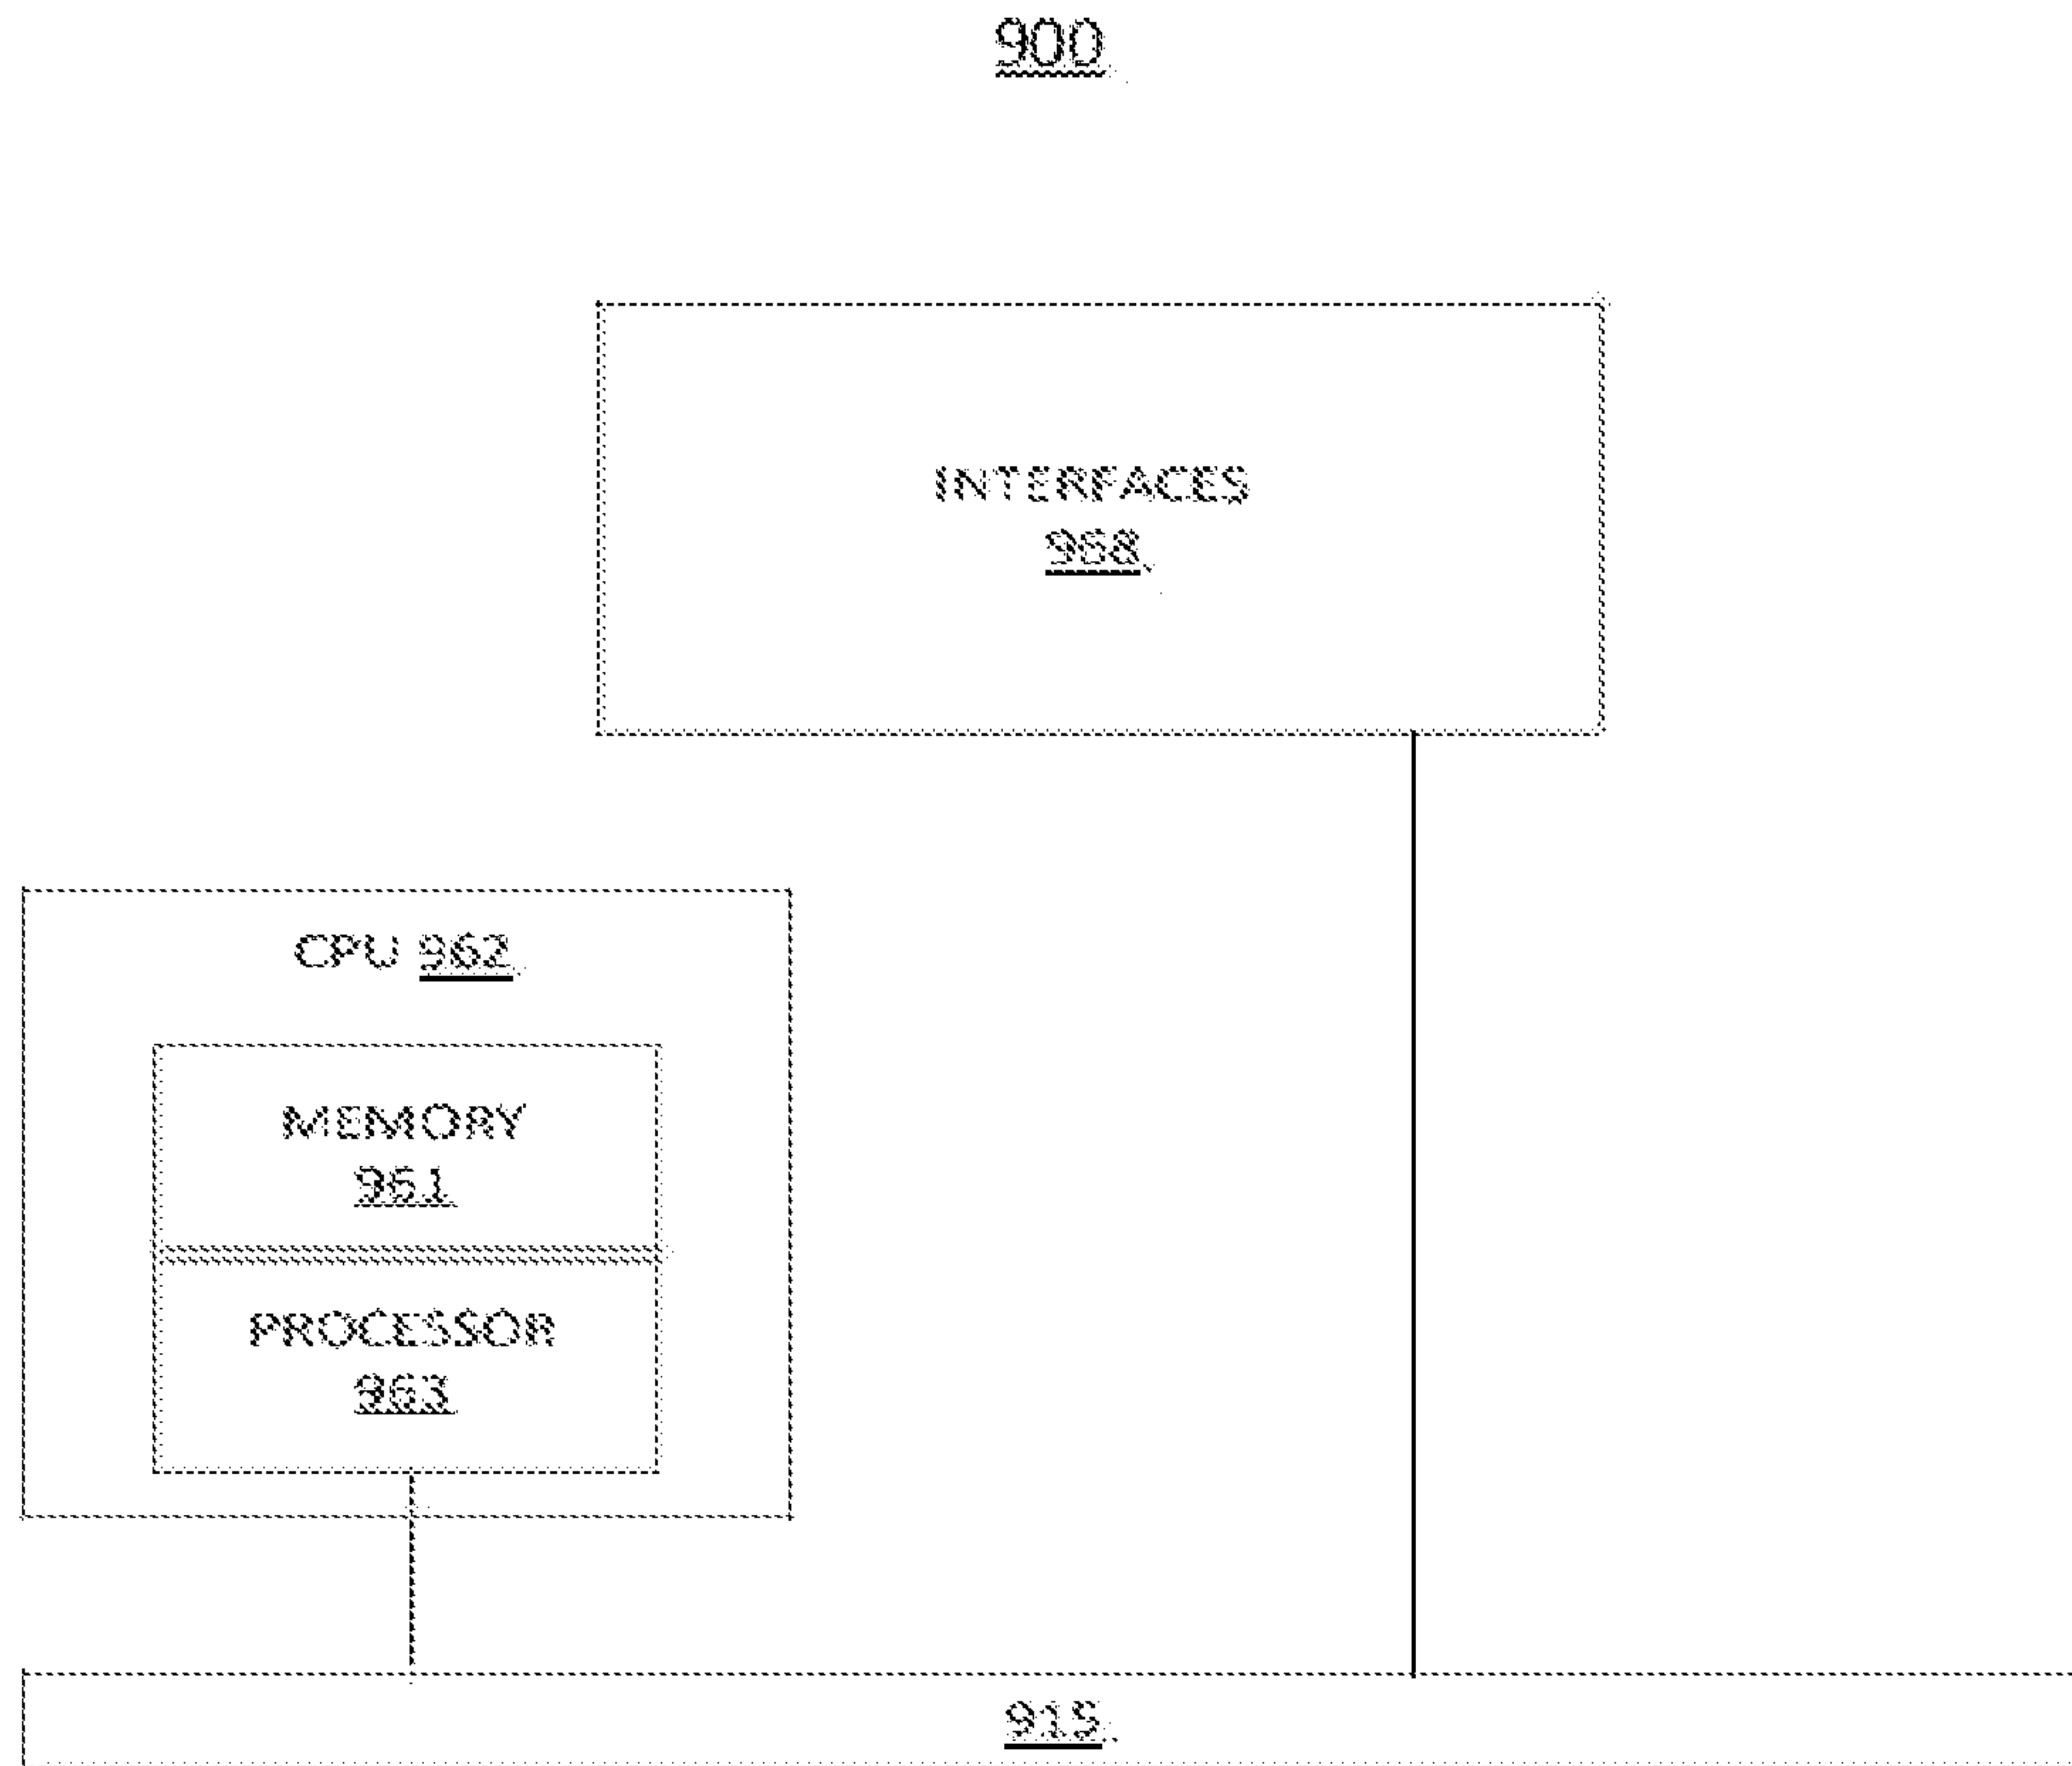 900
INTERFACES
968
CPU 962
MEMORY
961
PROCESSOR
963
915